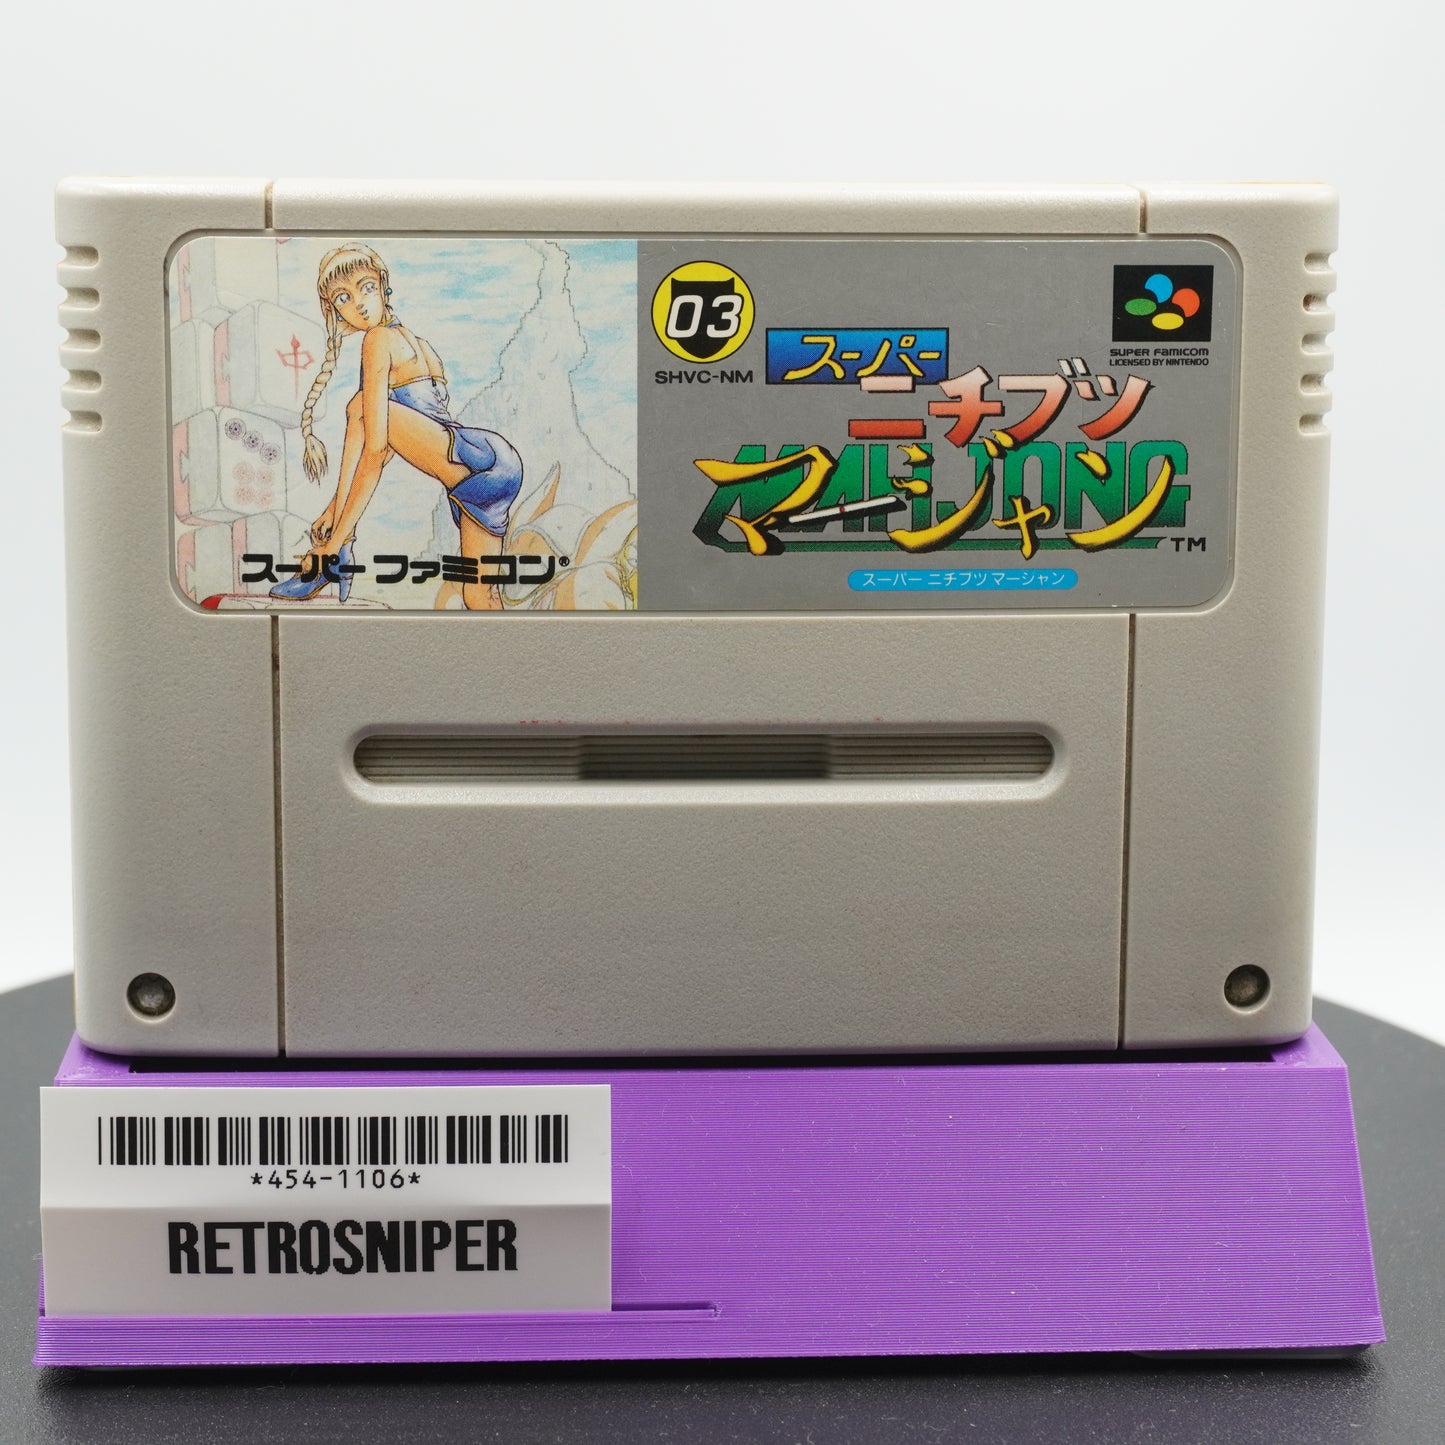 中
スーパーファミコン®
03
SHVC-NM
スーパー
ニチブツ
MAHJONG
マージャン
TM
スーパー ニチブツ マージャン
SUPER FAMICOM
LICENSED BY NINTENDO
*454-1106*
RETROSNIPER